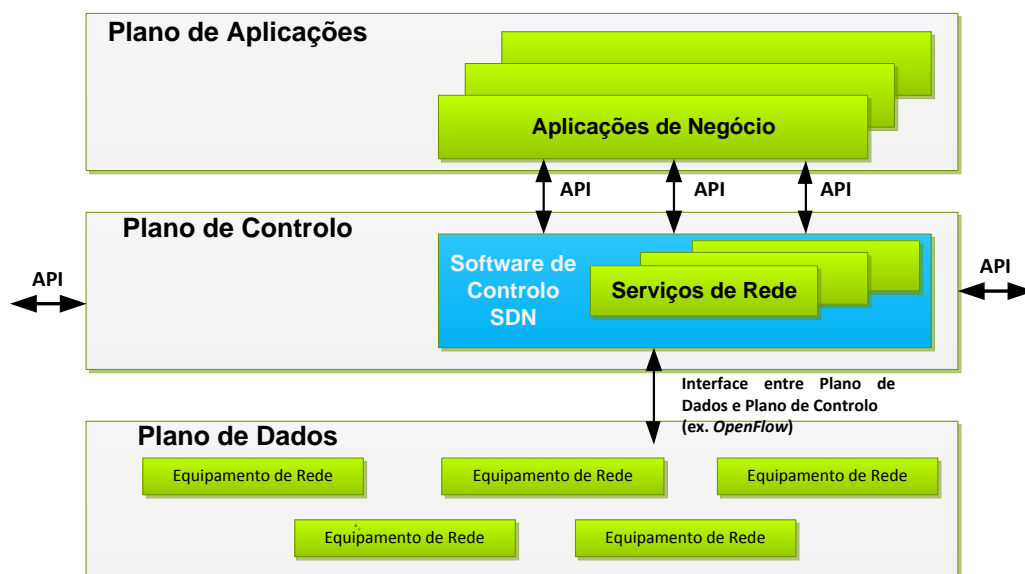 Plano de Aplicações
Aplicações de Negócio
API
API
API
Plano de Controlo
API
Software de
Controlo
SDN
Serviços de Rede
API
Interface entre Plano de
Dados e Plano de Controlo
(ex. OpenFlow)
Plano de Dados
Equipamento de Rede
Equipamento de Rede
Equipamento de Rede
Equipamento de Rede
Equipamento de Rede